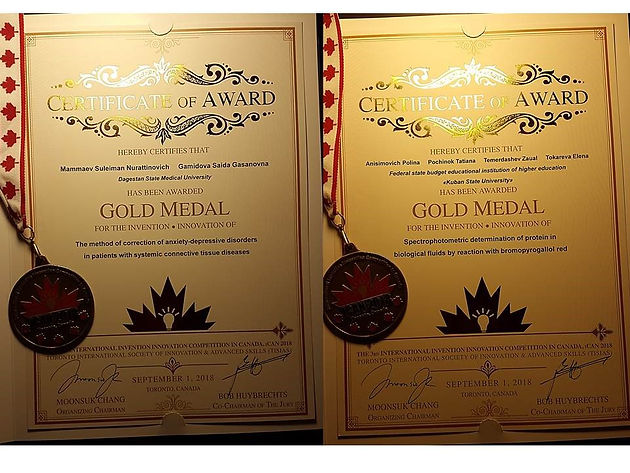 CERTIFICATE OF AWARD
HEREBY CERTIFIES THAT
Mammaev Suleiman Nurattinovich Gamidova Saida Gasanovna
Dagestan State Medical University
HAS BEEN AWARDED
GOLD MEDAL
FOR THE INVENTION • INNOVATION OF
The method of correction of anxiety-depressive disorders
in patients with systemic connective tissue diseases
INTERNATIONAL INVENTION INNOVATION COMPETITION IN CANADA, iCAN 2018
TORONTO INTERNATIONAL SOCIETY OF INNOVATION & ADVANCED SKILLS (TISIAS)
SEPTEMBER 1, 2018
TORONTO, CANADA
MOONSUK CHANG
ORGANIZING CHAIRMAN
BOB HUYBRECHTS
CO-CHAIRMAN OF THE JURY
CERTIFICATE OF AWARD
HEREBY CERTIFIES THAT
Anisimovich Polina Pochinok Tatiana Temerdashev Zaual Tokareva Elena
Federal state budget educational institution of higher education
«Kuban State University»
HAS BEEN AWARDED
GOLD MEDAL
FOR THE INVENTION • INNOVATION OF
Spectrophotometric determination of protein in
biological fluids by reaction with bromopyrogallol red
THE 3RD INTERNATIONAL INVENTION INNOVATION COMPETITION IN CANADA, iCAN 2018
TORONTO INTERNATIONAL SOCIETY OF INNOVATION & ADVANCED SKILLS (TISIAS)
SEPTEMBER 1, 2018
TORONTO, CANADA
MOONSUK CHANG
ORGANIZING CHAIRMAN
BOB HUYBRECHTS
CO-CHAIRMAN OF THE JURY